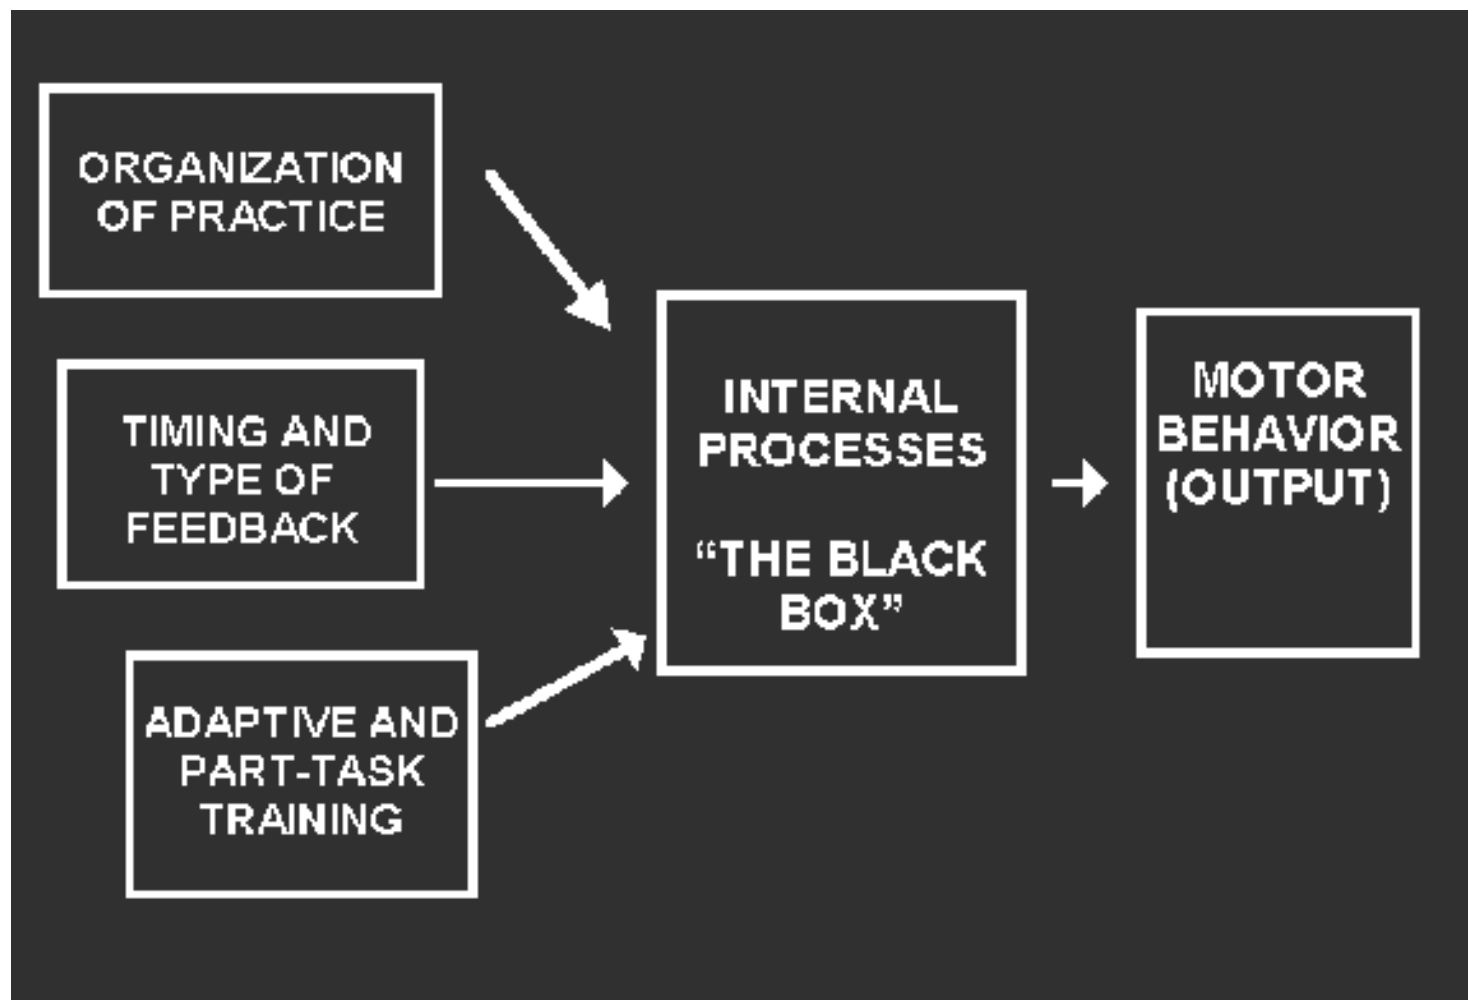 ORGANIZATION
OF PRACTICE
TIMING AND
TYPE OF
FEEDBACK
ADAPTIVE AND
PART-TASK
TRAINING
INTERNAL
PROCESSES
“THE BLACK
BOX”
MOTOR
BEHAVIOR
(OUTPUT)